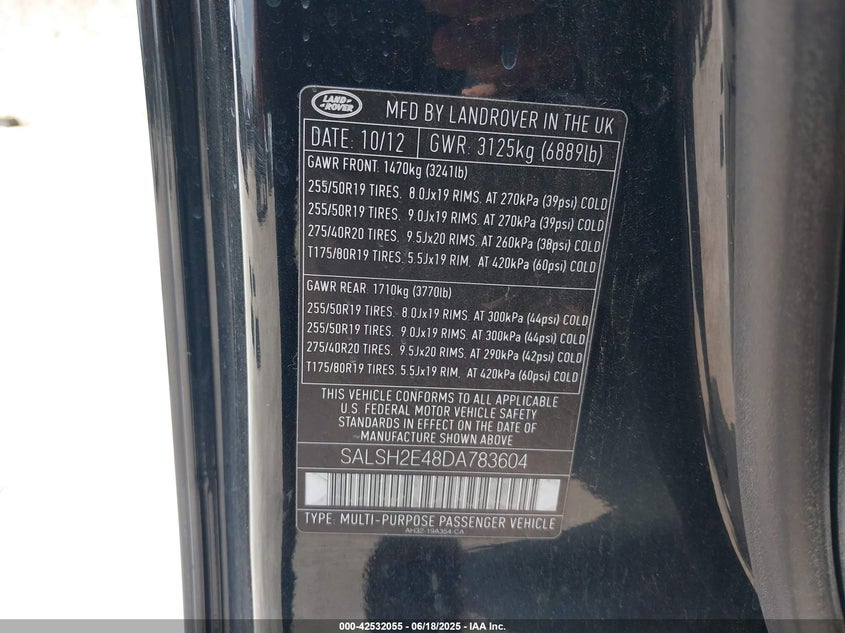 LAND ROVER
MFD BY LANDROVER IN THE UK
DATE: 10/12 GWR: 3125kg (6889lb)
GAWR FRONT: 1470kg (3241lb)
255/50R19 TIRES, 8.0Jx19 RIMS, AT 270kPa (39psi) COLD
255/50R19 TIRES, 9.0Jx19 RIMS, AT 270kPa (39psi) COLD
275/40R20 TIRES, 9.5Jx20 RIMS, AT 260kPa (38psi) COLD
T175/80R19 TIRES, 5.5Jx19 RIM, AT 420kPa (60psi) COLD
GAWR REAR: 1710kg (3770lb)
255/50R19 TIRES, 8.0Jx19 RIMS, AT 300kPa (44psi) COLD
255/50R19 TIRES, 9.0Jx19 RIMS, AT 300kPa (44psi) COLD
275/40R20 TIRES, 9.5Jx20 RIMS, AT 290kPa (42psi) COLD
T175/80R19 TIRES, 5.5Jx19 RIM, AT 420kPa (60psi) COLD
THIS VEHICLE CONFORMS TO ALL APPLICABLE
U.S. FEDERAL MOTOR VEHICLE SAFETY
STANDARDS IN EFFECT ON THE DATE OF
MANUFACTURE SHOWN ABOVE
SALSH2E48DA783604
TYPE: MULTI-PURPOSE PASSENGER VEHICLE
AH32-19A354-CA
000-42532055 / 06/18/2025 / IAA Inc.